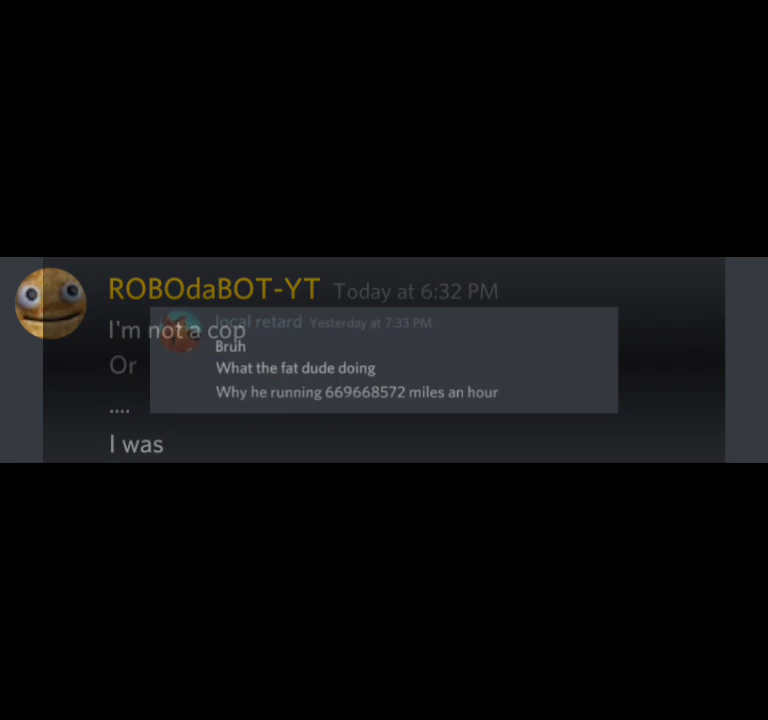 ROBOdaBOT-YT Today at 6:32 PM
I'm not a cop
Or
....
I was
local retard Yesterday at 7:33 PM
Bruh
What the fat dude doing
Why he running 669668572 miles an hour